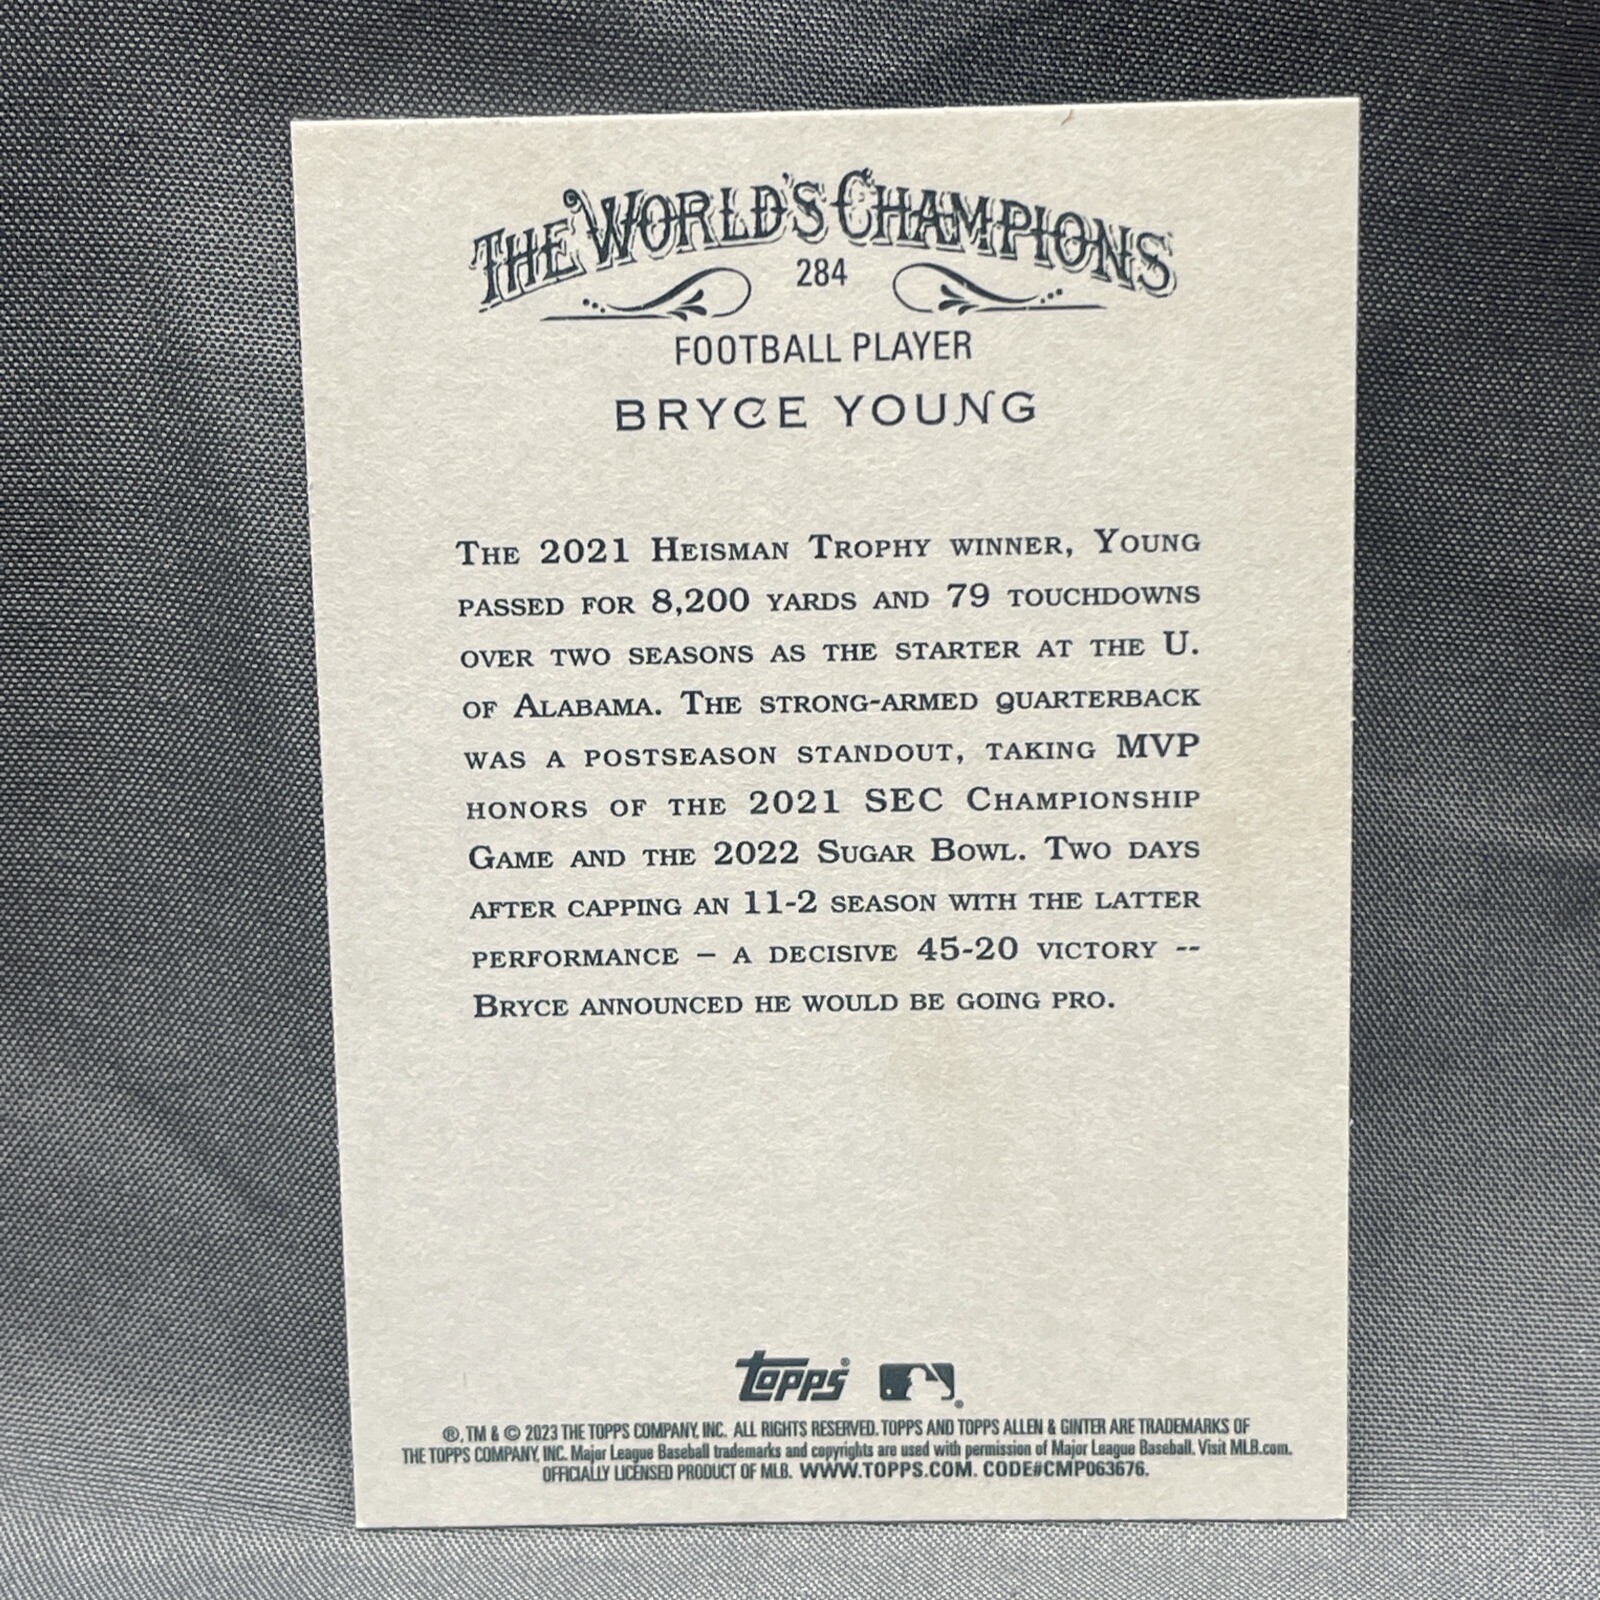 THE WORLD'S CHAMPIONS
284
FOOTBALL PLAYER
BRYCE YOUNG
THE 2021 HEISMAN TROPHY WINNER, YOUNG
PASSED FOR 8,200 YARDS AND 79 TOUCHDOWNS
OVER TWO SEASONS AS THE STARTER AT THE U.
OF ALABAMA. THE STRONG-ARMED QUARTERBACK
WAS A POSTSEASON STANDOUT, TAKING MVP
HONORS OF THE 2021 SEC CHAMPIONSHIP
GAME AND THE 2022 SUGAR BOWL. TWO DAYS
AFTER CAPPING AN 11-2 SEASON WITH THE LATTER
PERFORMANCE – A DECISIVE 45-20 VICTORY --
BRYCE ANNOUNCED HE WOULD BE GOING PRO.
topps® ®
®, TM & © 2023 THE TOPPS COMPANY, INC. ALL RIGHTS RESERVED. TOPPS AND TOPPS ALLEN & GINTER ARE TRADEMARKS OF
THE TOPPS COMPANY, INC. Major League Baseball trademarks and copyrights are used with permission of Major League Baseball. Visit MLB.com.
OFFICIALLY LICENSED PRODUCT OF MLB. WWW.TOPPS.COM. CODE#CMP063676.